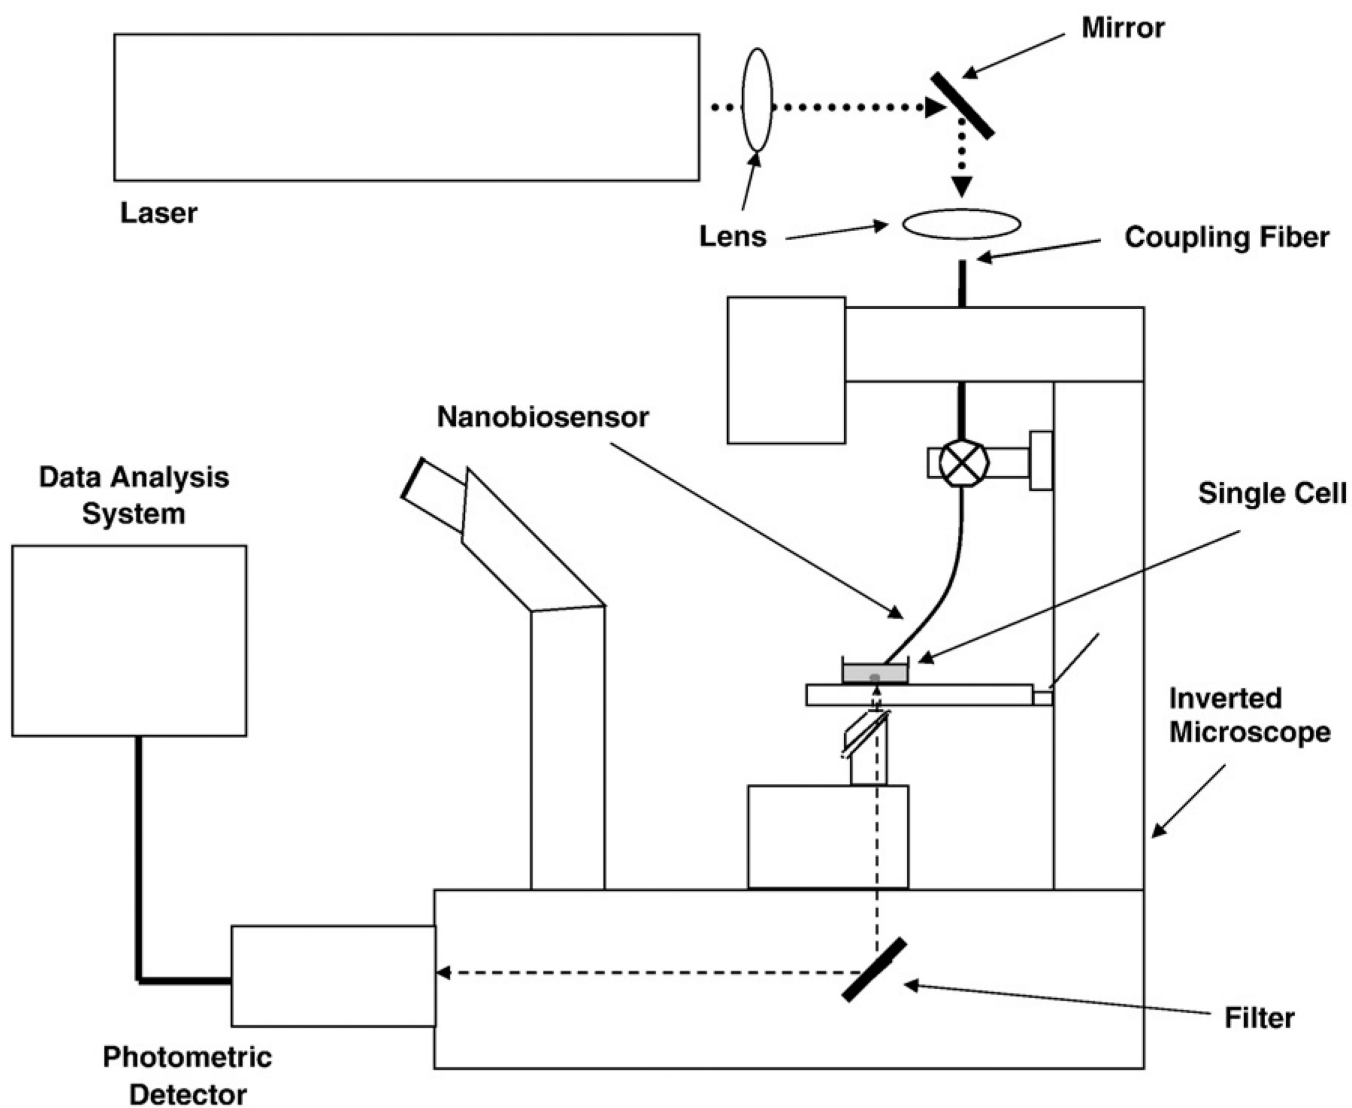 Mirror
Laser
Lens
Coupling Fiber
Nanobiosensor
Data Analysis
System
Single Cell
Inverted
Microscope
Filter
Photometric
Detector